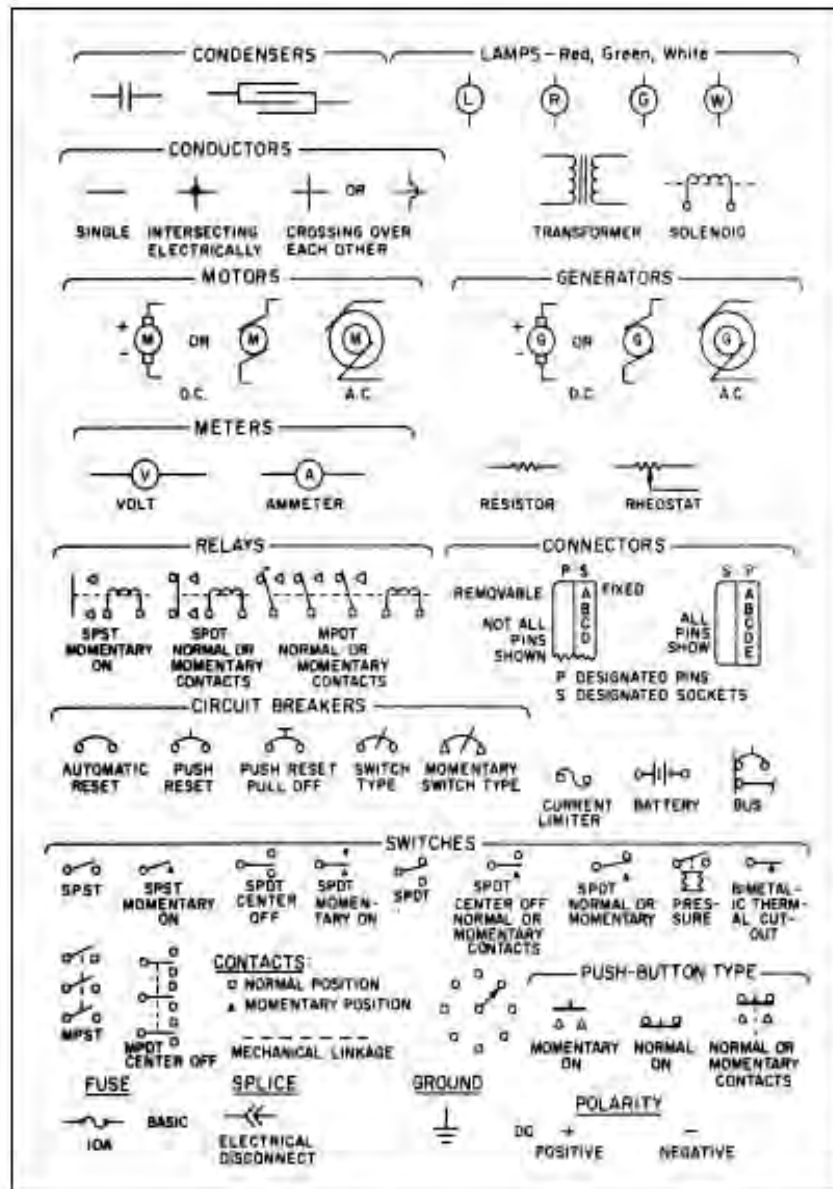 CONDENSERS
LAMPS - Red, Green, White
L R G W
CONDUCTORS
OR
SINGLE
INTERSECTING
ELECTRICALLY
CROSSING OVER
EACH OTHER
TRANSFORMER
SOLENOID
MOTORS
GENERATORS
+ M OR M M
-
D.C. A.C.
+ G OR G G
-
D.C. A.C.
METERS
V A
VOLT
AMMETER
RESISTOR
RHEOSTAT
RELAYS
CONNECTORS
SPST
MOMENTARY
ON
SPDT
NORMAL OR
MOMENTARY
CONTACTS
MPDT
NORMAL OR
MOMENTARY
CONTACTS
P S
REMOVABLE
FIXED
A
B
C
D
NOT ALL
PINS
SHOWN
S P
ALL
PINS
SHOW
A
B
C
D
E
P DESIGNATED PINS
S DESIGNATED SOCKETS
CIRCUIT BREAKERS
AUTOMATIC
RESET
PUSH
RESET
PUSH RESET
PULL OFF
SWITCH
TYPE
MOMENTARY
SWITCH TYPE
CURRENT
LIMITER
BATTERY
BUS
SWITCHES
SPST
SPST
MOMENTARY
ON
SPDT
CENTER
OFF
SPDT
MOMEN-
TARY ON
SPDT
SPDT
CENTER OFF
NORMAL OR
MOMENTARY
CONTACTS
SPDT
NORMAL OR
MOMENTARY
PRES-
SURE
BIMETAL-
IC THERM-
AL CUT-
OUT
MPST
MPDT
CENTER OFF
CONTACTS:
NORMAL POSITION
MOMENTARY POSITION
MECHANICAL LINKAGE
PUSH-BUTTON TYPE
MOMENTARY
ON
NORMAL
ON
NORMAL OR
MOMENTARY
CONTACTS
FUSE
10A
BASIC
SPLICE
ELECTRICAL
DISCONNECT
GROUND
POLARITY
DC + -
POSITIVE
NEGATIVE